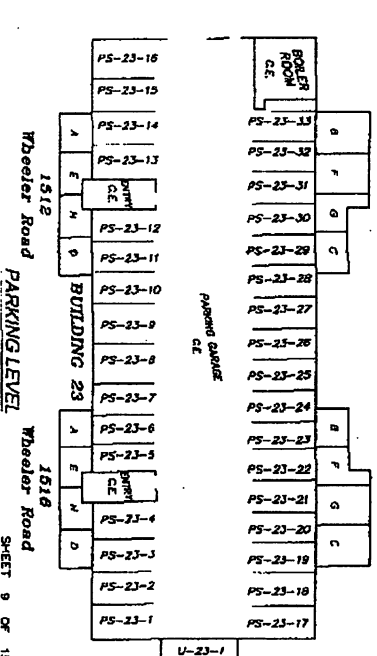 PS-23-16
PS-23-15
PS-23-14
PS-23-13
ENTRY
C.E.
PS-23-12
PS-23-11
PS-23-10
PS-23-9
PS-23-8
PS-23-7
PS-23-6
PS-23-5
ENTRY
C.E.
PS-23-4
PS-23-3
PS-23-2
PS-23-1
BOILER
ROOM
C.E.
PS-23-33
PS-23-32
PS-23-31
PS-23-30
PS-23-29
PS-23-28
PS-23-27
PS-23-26
PS-23-25
PS-23-24
PS-23-23
PS-23-22
PS-23-21
PS-23-20
PS-23-19
PS-23-18
PS-23-17
PARKING GARAGE
C.E.
U-23-1
A
E
H
D
A
E
H
D
B
F
G
C
B
F
G
C
BUILDING 23
1512
Wheeler Road
1516
Wheeler Road
PARKING LEVEL
SHEET 9 OF